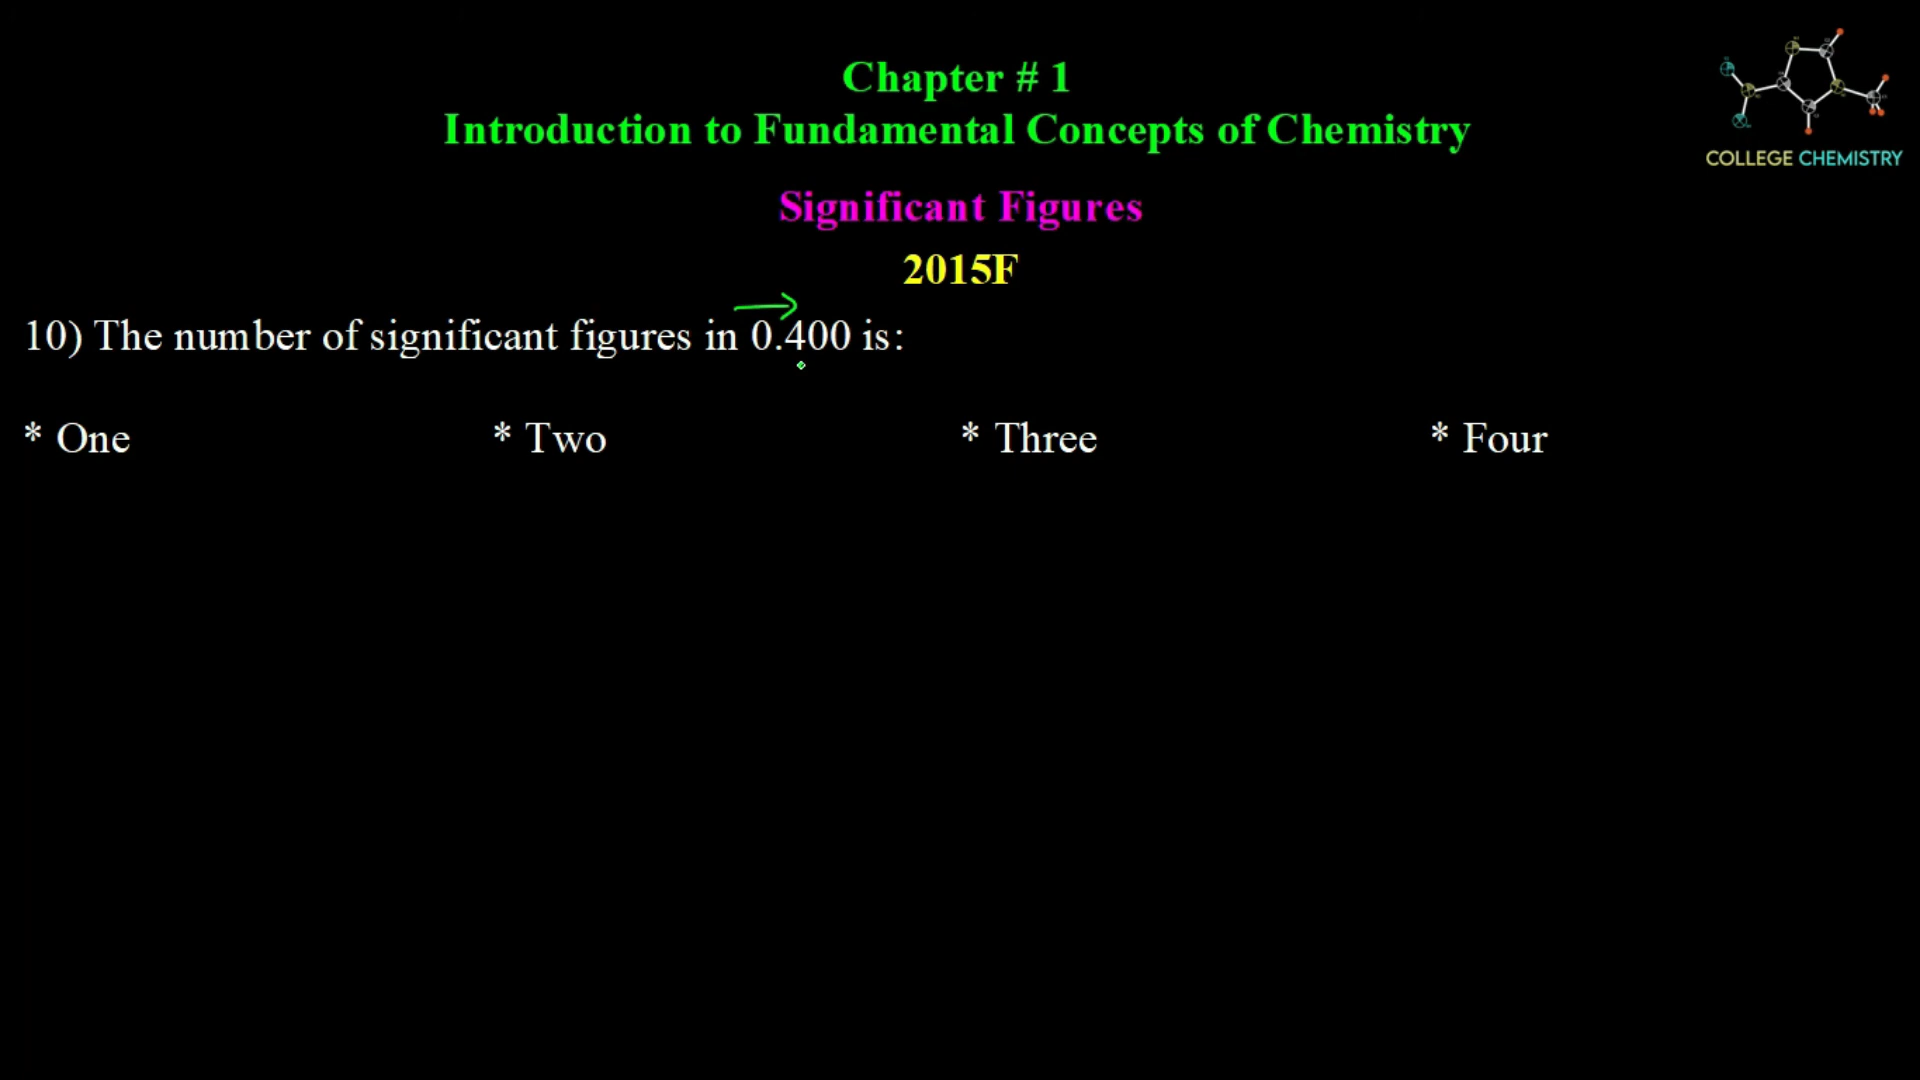 Chapter # 1
Introduction to Fundamental Concepts of Chemistry
COLLEGE CHEMISTRY
Significant Figures
2015F
10) The number of significant figures in 0.400 is:
* One * Two * Three * Four